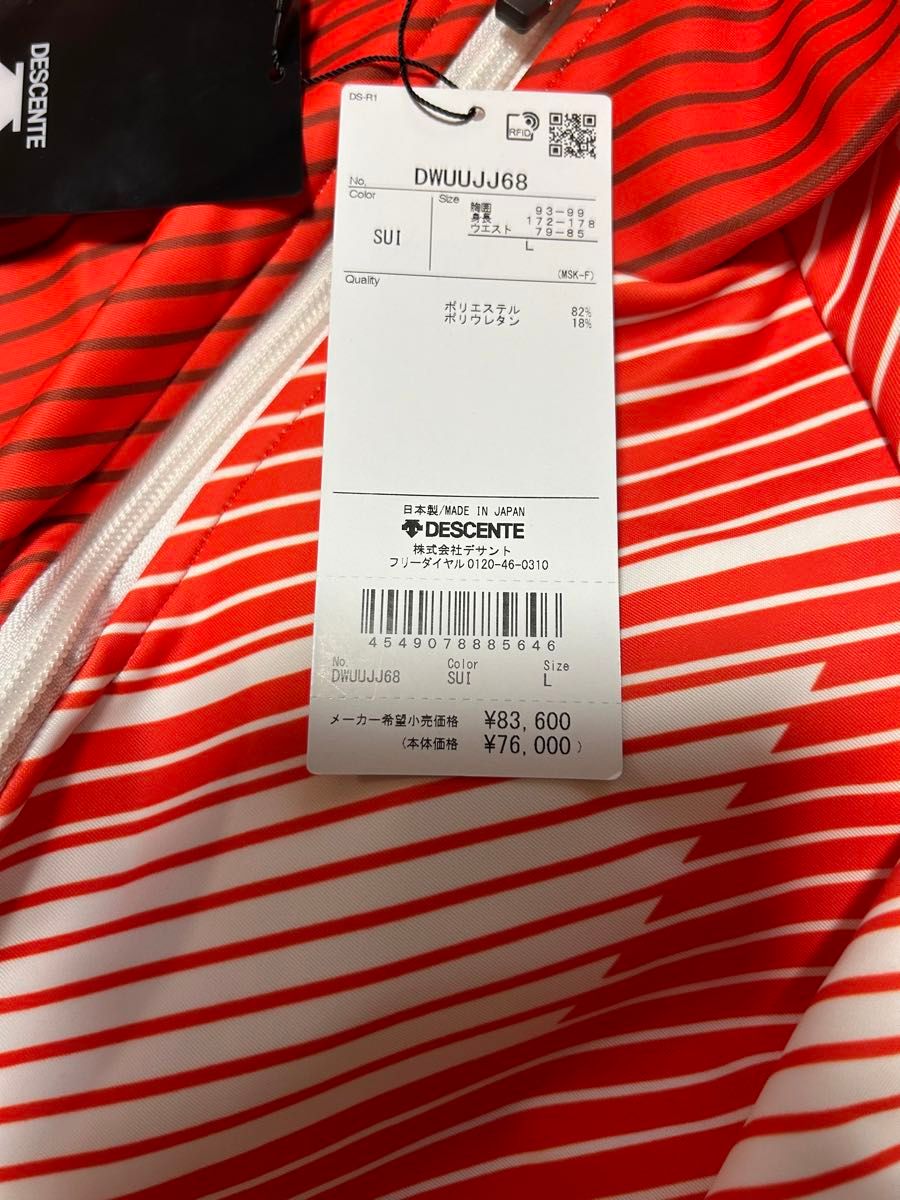 DESCENTE
DS-R1
RFID
No. DWUUJJ68
Color SUI
Size
胸囲 93-99
身長 172-178
ウエスト 79-85
L
(MSK-F)
Quality
ポリエステル 82%
ポリウレタン 18%
日本製/MADE IN JAPAN
DESCENTE
株式会社デサント
フリーダイヤル 0120-46-0310
4549078885646
No. Color Size
DWUUJJ68 SUI L
メーカー希望小売価格 ¥83,600
(本体価格 ¥76,000)